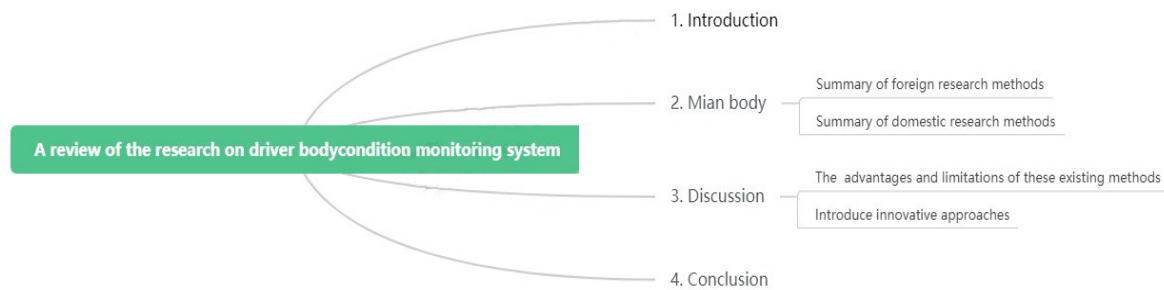 1. Introduction
Summary of foreign research methods
2. Mian body
Summary of domestic research methods
A review of the research on driver bodycondition monitoring system
The advantages and limitations of these existing methods
3. Discussion
Introduce innovative approaches
4. Conclusion